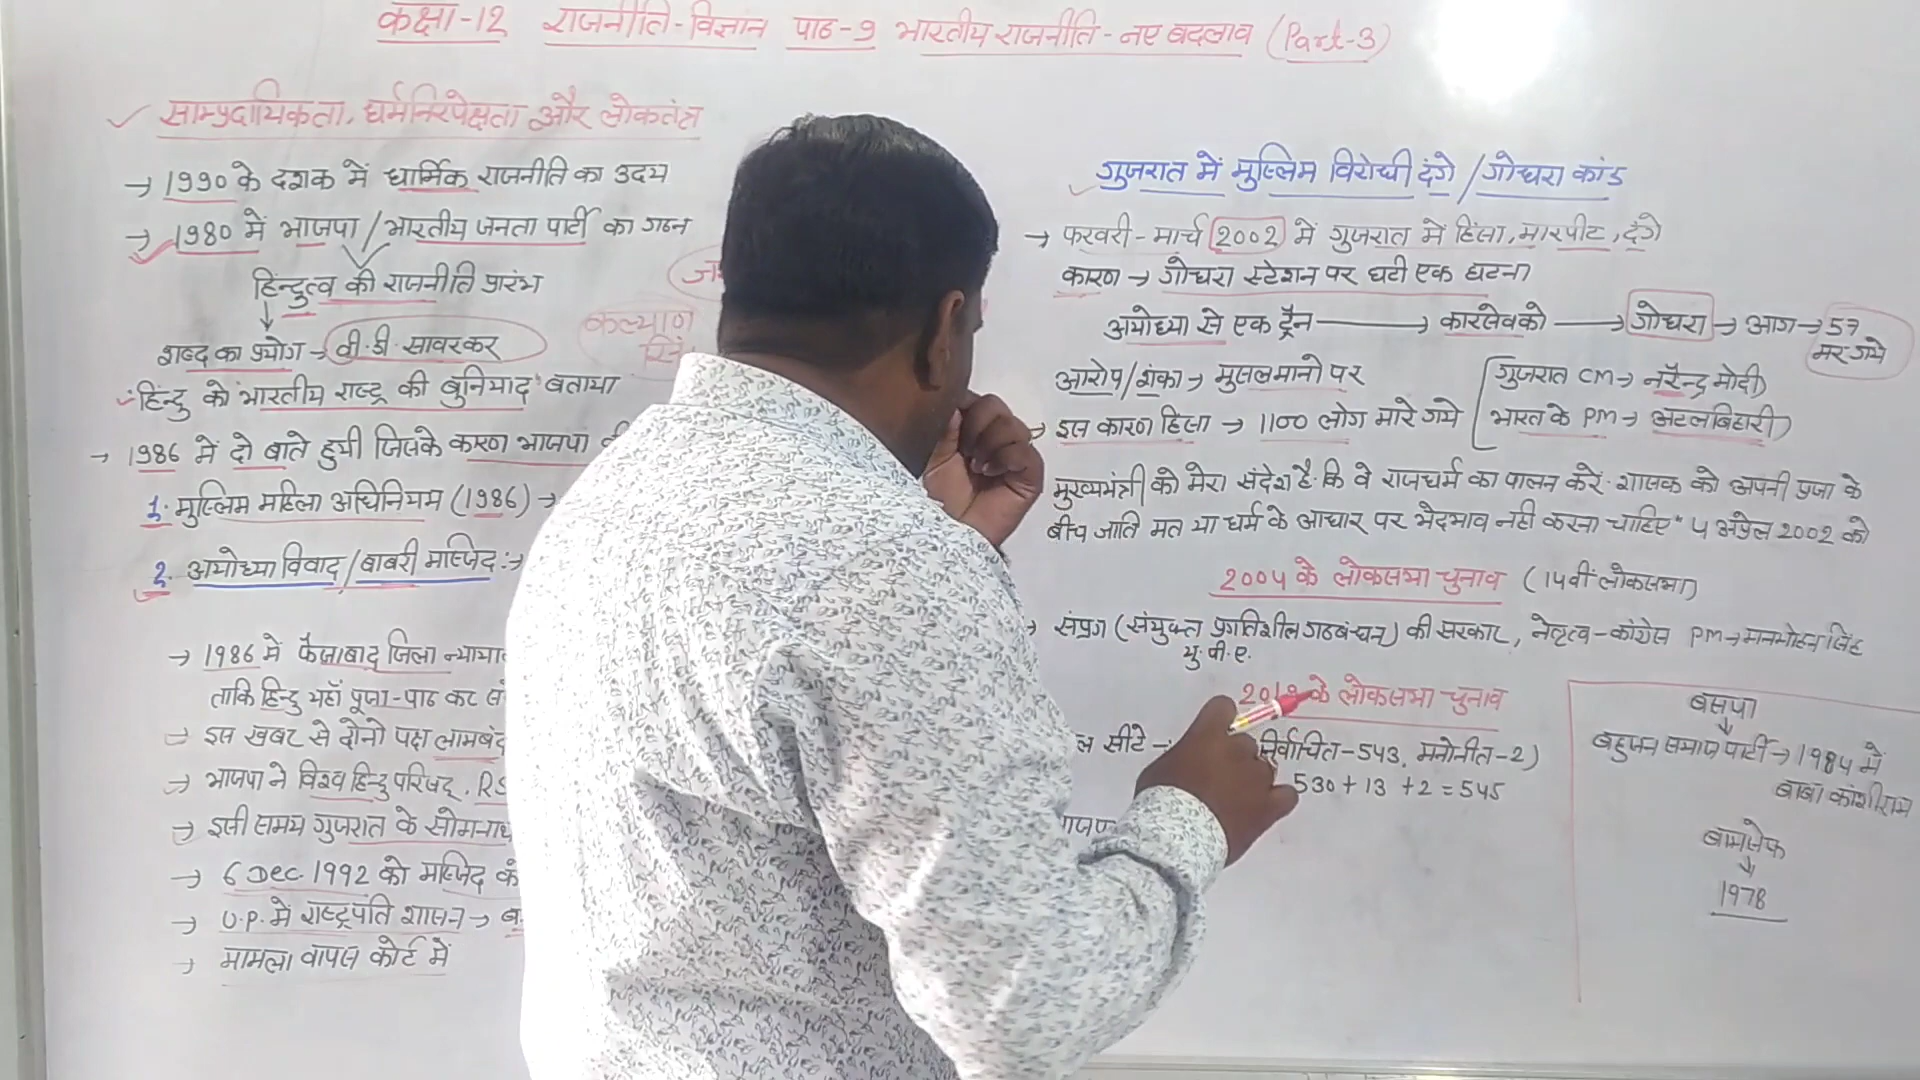 कक्षा-12 राजनीति-विज्ञान पाठ-9 भारतीय राजनीति - नए बदलाव (Part-3)
साम्प्रदायिकता, धर्मनिरपेक्षता और लोकतंत्र
→ 1990 के दशक में धार्मिक राजनीति का उदय
→ 1980 में भाजपा / भारतीय जनता पार्टी का गठन
हिन्दुत्व की राजनीति प्रारंभ
कल्याण
शब्द का प्रयोग → वी.डी. सावरकर
हिन्दु को भारतीय राष्ट्र की बुनियाद" बताया
→ 1986 में दो बाते हुयी जिसके कारण भाजपा
1. मुस्लिम महिला अधिनियम (1986) →
2. अयोध्या विवाद / बाबरी मस्जिद :→
→ 1986 में फैजाबाद जिला
ताकि हिन्दु यहाँ पूजा-पाठ कर
→ इस खबर से दोनो पक्ष लामबंद
→ भाजपा ने विश्व हिन्दु परिषद,
→ इसी समय गुजरात के सोमनाथ
→ 6 Dec. 1992 को मस्जिद के
→ U.P. में राष्ट्रपति शासन →
→ मामला वापस कोर्ट में
गुजरात में मुस्लिम विरोधी दंगे / गोधरा कांड
→ फरवरी - मार्च 2002 में गुजरात में हिंसा, मारपीट, दंगे
कारण → गोधरा स्टेशन पर घटी एक घटना
अयोध्या से एक ट्रैन → कारसेवको → गोधरा → आग → 57
मर गये
आरोप/शंका → मुसलमानो पर
गुजरात CM → नरेन्द्र मोदी
→ इस कारण हिंसा → 1100 लोग मारे गये
भारत के PM → अटलबिहारी
मुख्यमंत्री को मेरा संदेश है कि वे राजधर्म का पालन करें. शासक को अपनी प्रजा के
बीच जाति मत या धर्म के आधार पर भेदभाव नही करना चाहिए" 4 अप्रेल 2002 को
2004 के लोकसभा चुनाव (14वीं लोकसभा)
→ संप्रग (संयुक्त प्रगतिशील गठबंधन) की सरकार, नेतृत्व - कांग्रेस PM → मनमोहन सिंह
यु.पी.ए.
के लोकसभा चुनाव
सीटे → निर्वाचित - 543, मनोनीत - 2)
530 + 13 + 2 = 545
बसपा
बहुजन समाज पार्टी → 1984 में
बाबा कांशीराम
बामसेफ
1978